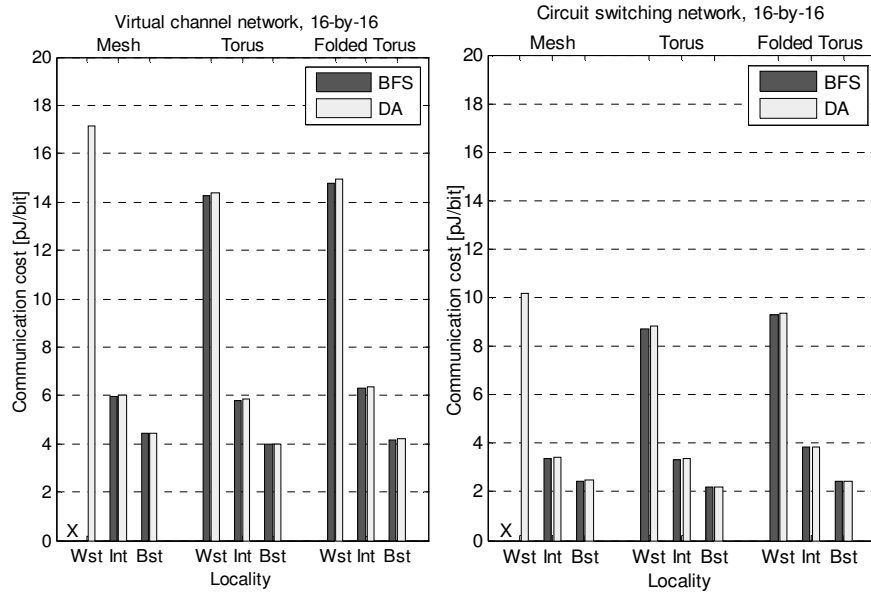 Virtual channel network, 16-by-16
Mesh Torus Folded Torus
20
18
16
14
12
10
8
6
4
2
0
Communication cost [pJ/bit]
BFS
DA
X
Wst Int Bst Wst Int Bst Wst Int Bst
Locality
Circuit switching network, 16-by-16
Mesh Torus Folded Torus
20
18
16
14
12
10
8
6
4
2
0
Communication cost [pJ/bit]
BFS
DA
X
Wst Int Bst Wst Int Bst Wst Int Bst
Locality